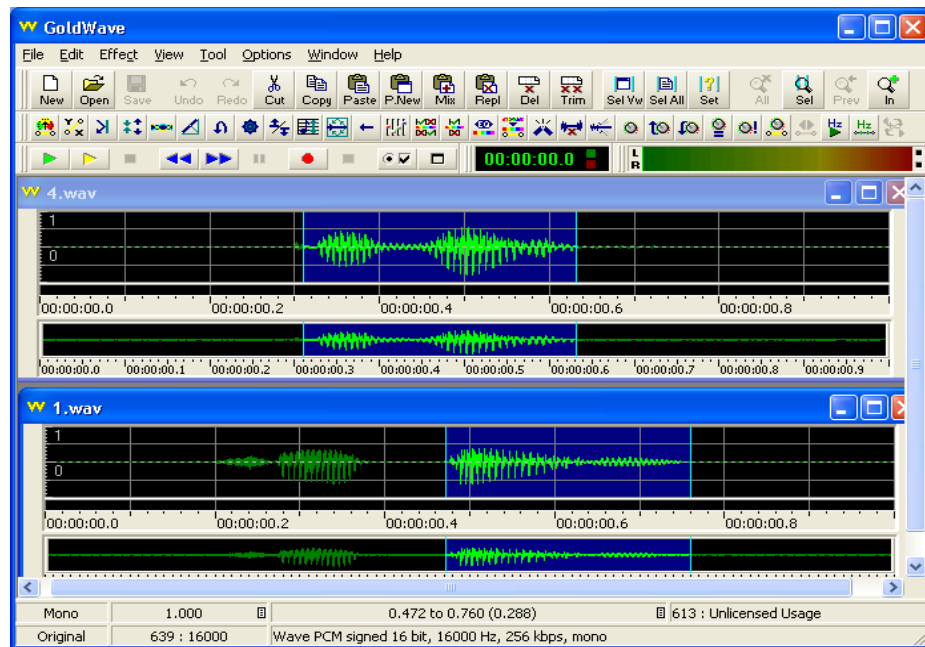 GoldWave
File Edit Effect View Tool Options Window Help
New Open Save Undo Redo Cut Copy Paste P.New Mix Repl Del Trim Sel Vw Sel All Set All Sel Prev In
00:00:00.0 L
R
4.wav
1
0
00:00:00.0 00:00:00.2 00:00:00.4 00:00:00.6 00:00:00.8
00:00:00.0 00:00:00.1 00:00:00.2 00:00:00.3 00:00:00.4 00:00:00.5 00:00:00.6 00:00:00.7 00:00:00.8 00:00:00.9
1.wav
1
0
00:00:00.0 00:00:00.2 00:00:00.4 00:00:00.6 00:00:00.8
Mono 1.000 0.472 to 0.760 (0.288) 613 : Unlicensed Usage
Original 639 : 16000 Wave PCM signed 16 bit, 16000 Hz, 256 kbps, mono